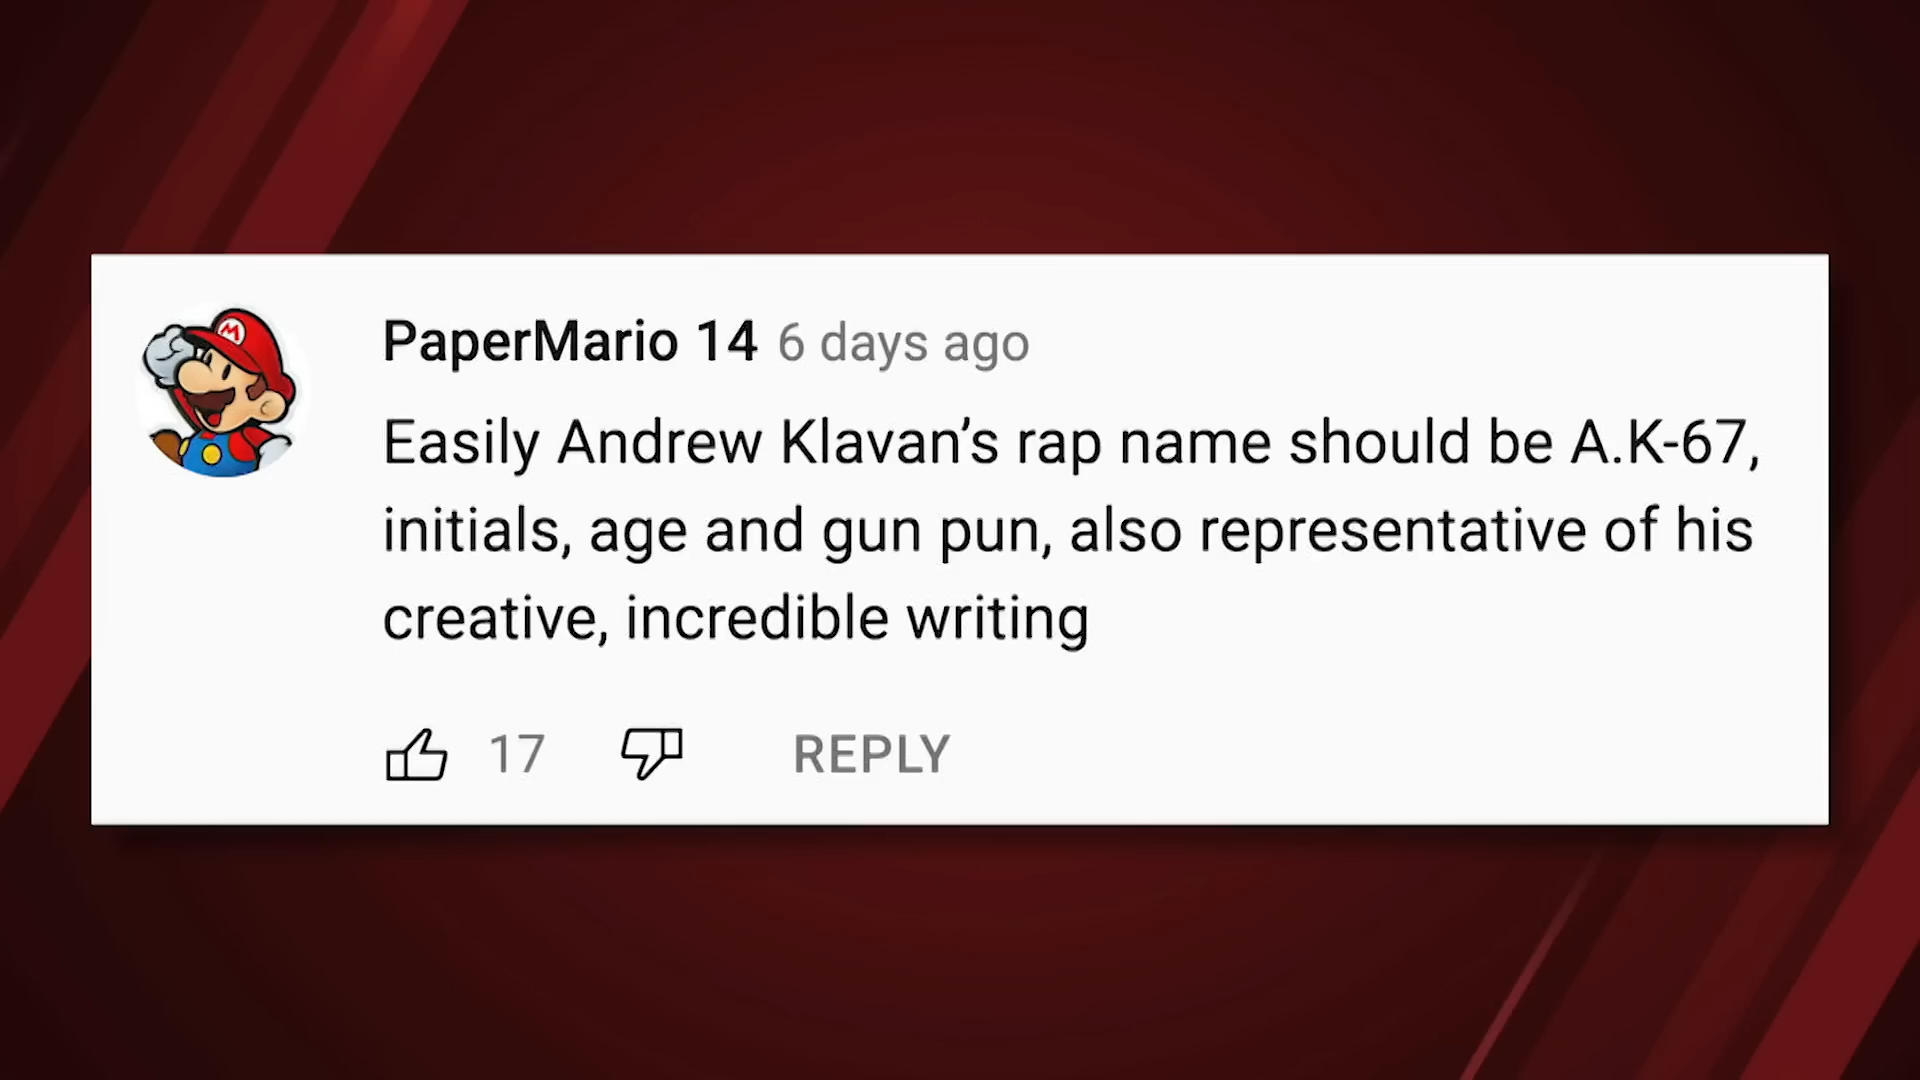 PaperMario 14 6 days ago
Easily Andrew Klavan’s rap name should be A.K-67,
initials, age and gun pun, also representative of his
creative, incredible writing
17 REPLY